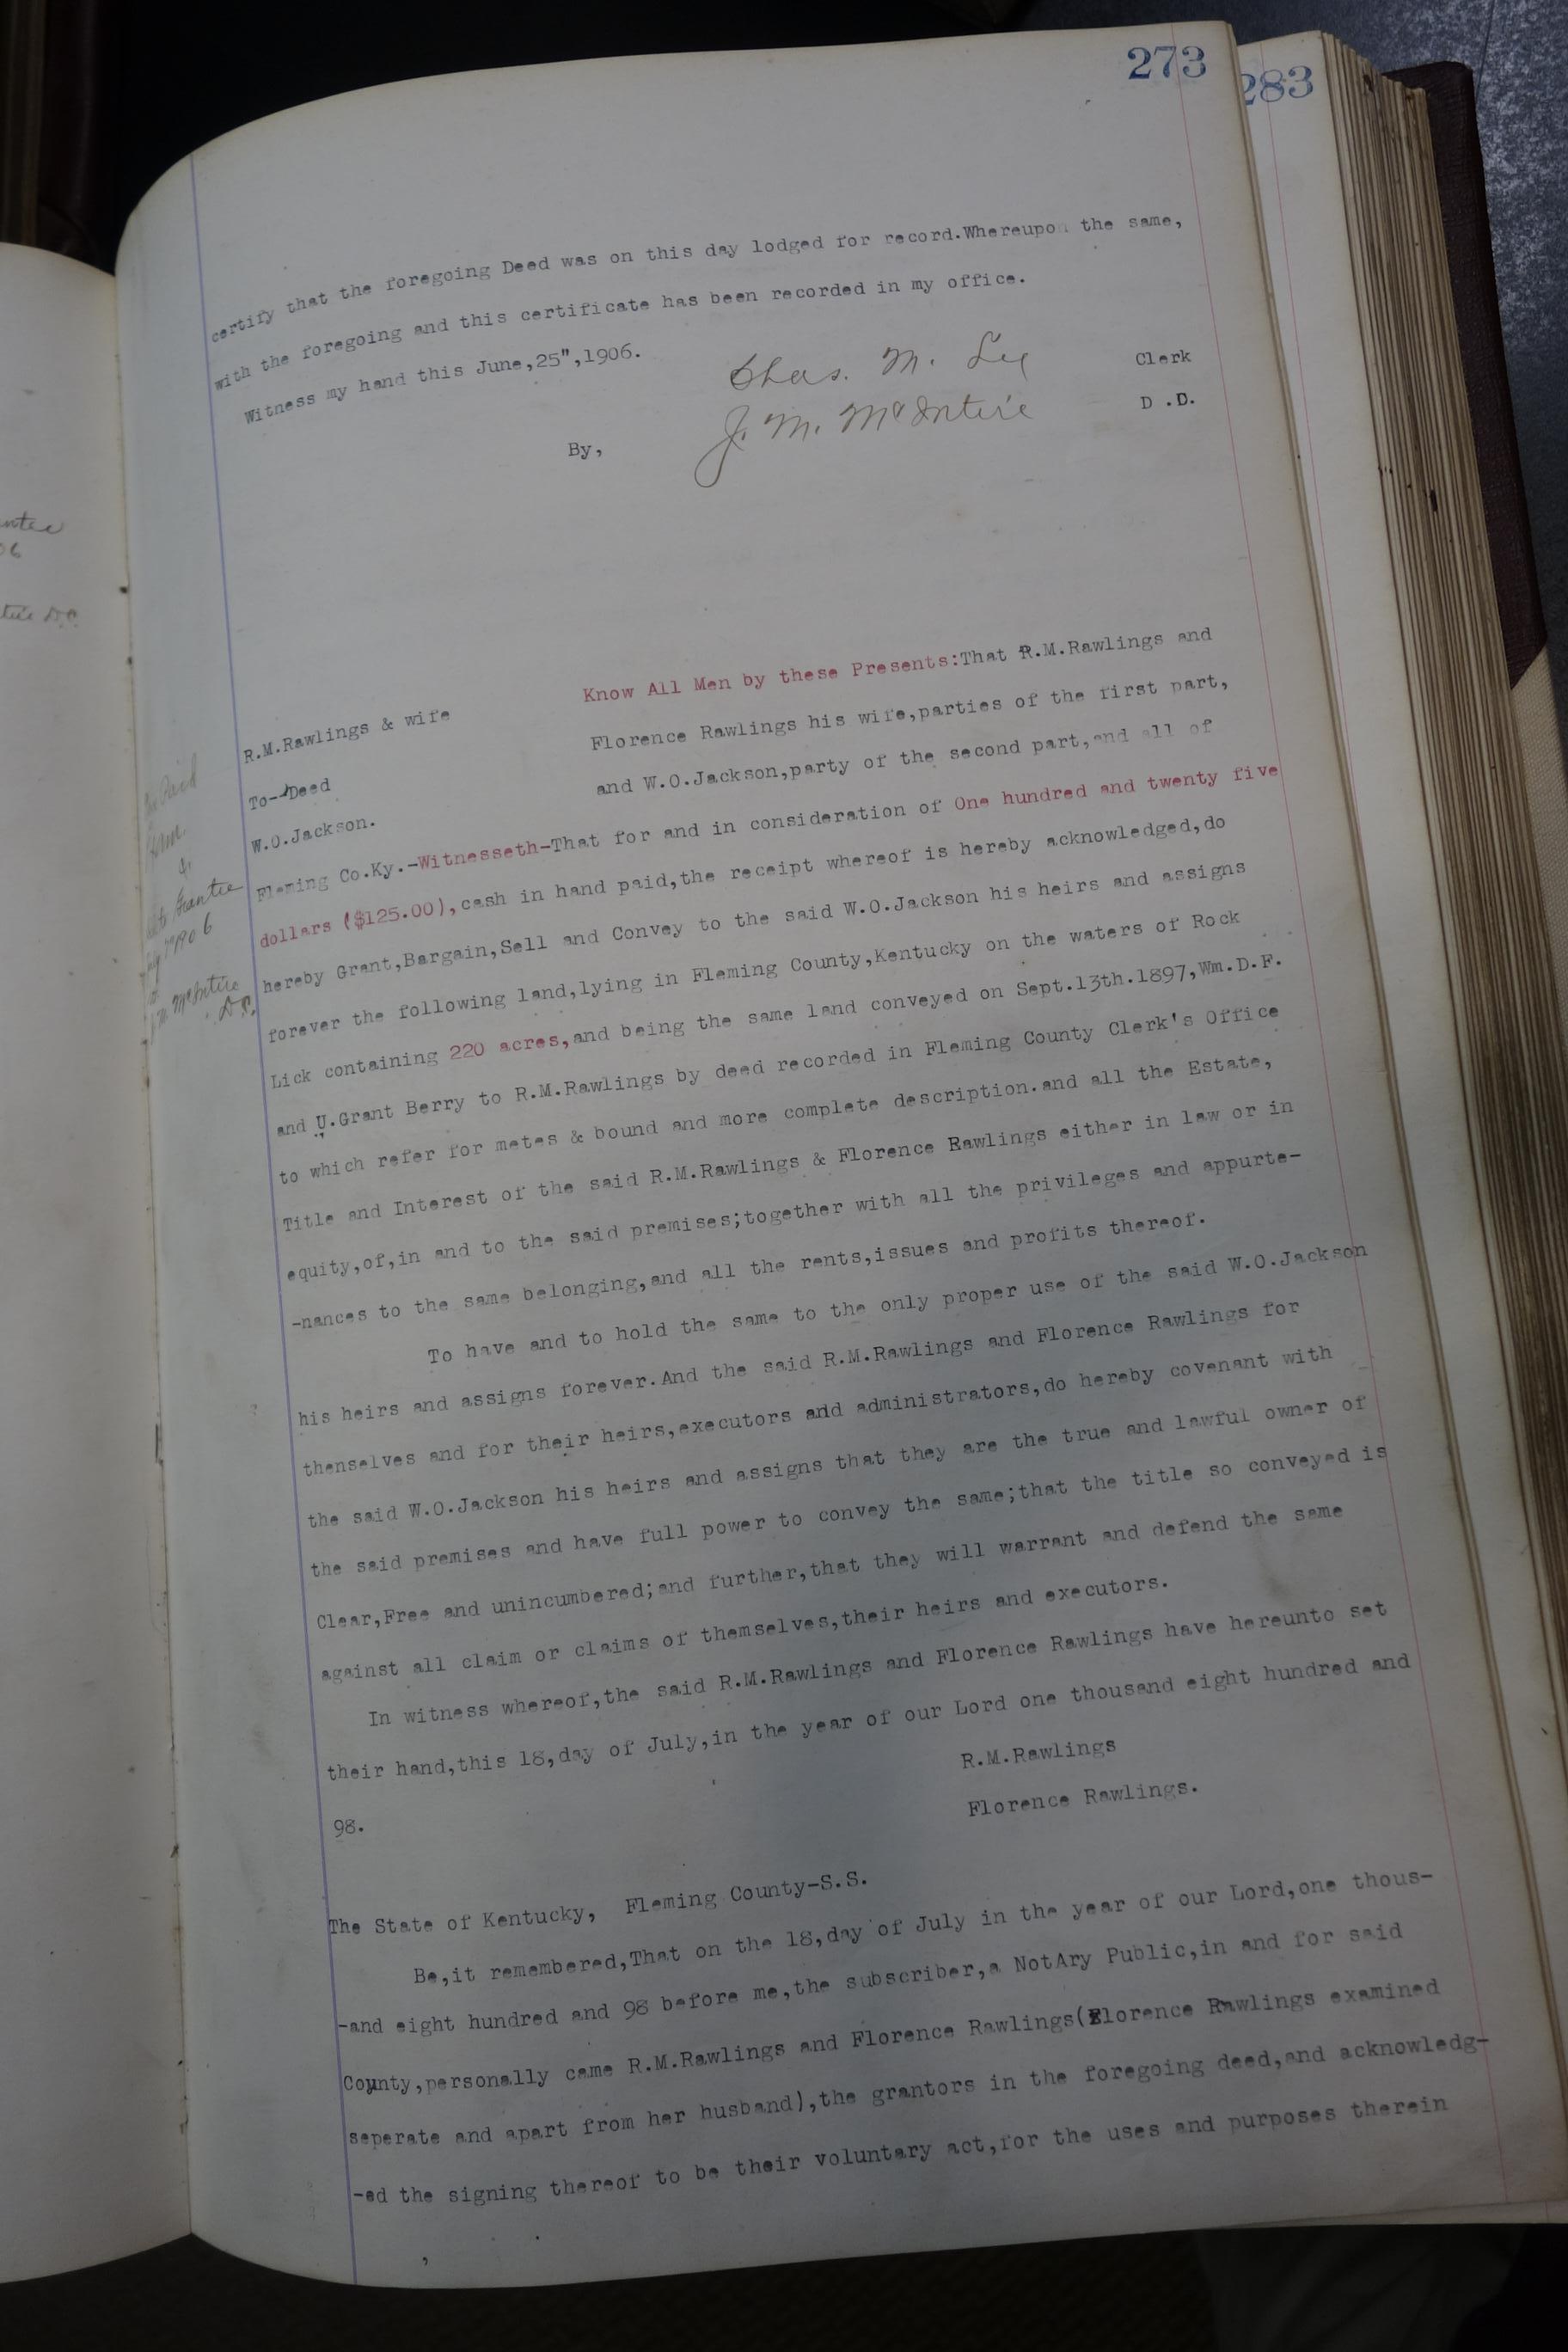 273
283
certify that the foregoing Deed was on this day lodged for record.Whereupon the same,
with the foregoing and this certificate has been recorded in my office.
Witness my hand this June,25",1906.
Chas. M. Lee Clerk
By, J. M. McIntire D .D.
Know All Men by these Presents:That R.M.Rawlings and
R.M.Rawlings & wife Florence Rawlings his wife,parties of the first part,
To--Deed and W.O.Jackson,party of the second part,and all of
W.O.Jackson.
Fleming Co.Ky.-Witnesseth-That for and in consideration of One hundred and twenty five
dollars ($125.00),cash in hand paid,the receipt whereof is hereby acknowledged,do
hereby Grant,Bargain,Sell and Convey to the said W.O.Jackson his heirs and assigns
forever the following land,lying in Fleming County,Kentucky on the waters of Rock
Lick containing 220 acres,and being the same land conveyed on Sept.13th.1897,Wm.D.F.
and U.Grant Berry to R.M.Rawlings by deed recorded in Fleming County Clerk's Office
to which refer for metes & bound and more complete description.and all the Estate,
Title and Interest of the said R.M.Rawlings & Florence Rawlings either in law or in
equity,of,in and to the said premises;together with all the privileges and appurte-
-nances to the same belonging,and all the rents,issues and profits thereof.
To have and to hold the same to the only proper use of the said W.O.Jackson
his heirs and assigns forever.And the said R.M.Rawlings and Florence Rawlings for
thenselves and for their heirs,executors and administrators,do hereby covenant with
the said W.O.Jackson his heirs and assigns that they are the true and lawful owner of
the said premises and have full power to convey the same;that the title so conveyed is
Clear,Free and unincumbered;and further,that they will warrant and defend the same
against all claim or claims of themselves,their heirs and executors.
In witness whereof,the said R.M.Rawlings and Florence Rawlings have hereunto set
their hand,this 18,day of July,in the year of our Lord one thousand eight hundred and
98.
R.M.Rawlings
Florence Rawlings.
The State of Kentucky, Fleming County-S.S.
Be,it remembered,That on the 18,day of July in the year of our Lord,one thous-
-and eight hundred and 98 before me,the subscriber,a NotAry Public,in and for said
County,personally came R.M.Rawlings and Florence Rawlings(Florence Rawlings examined
seperate and apart from her husband),the grantors in the foregoing deed,and acknowledg-
-ed the signing thereof to be their voluntary act,for the uses and purposes therein
Grantee
1906
McIntire
D.C.